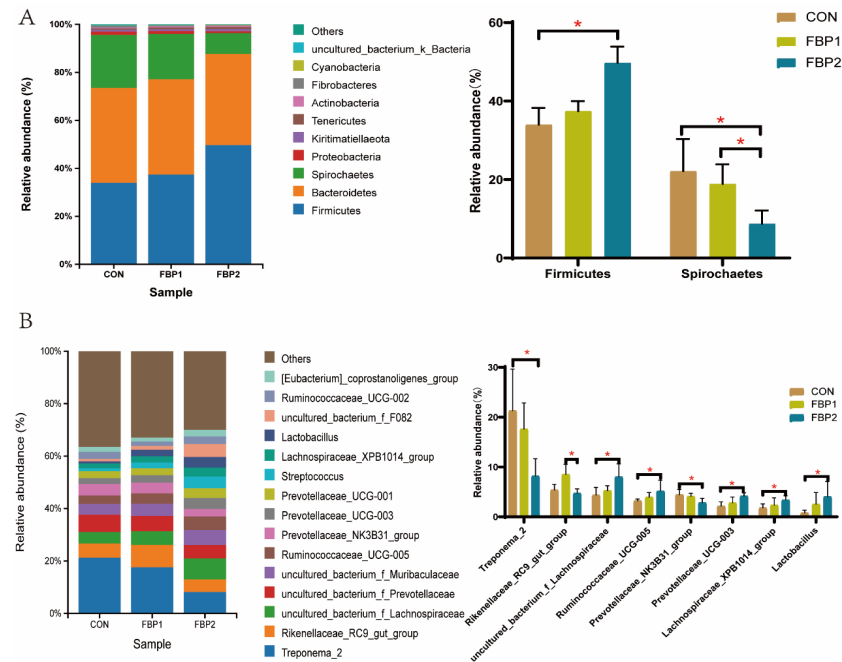 A
Relative abundance (%)
100%
80%
60%
40%
20%
0%
CON
FBP1
FBP2
Sample
Others
uncultured_bacterium_k_Bacteria
Cyanobacteria
Fibrobacteres
Actinobacteria
Tenericutes
Kiritimatiellaeota
Proteobacteria
Spirochaetes
Bacteroidetes
Firmicutes
Relative abundance(%)
60
40
20
0
*
*
*
Firmicutes
Spirochaetes
CON
FBP1
FBP2
B
Relative abundance (%)
100%
80%
60%
40%
20%
0%
CON
FBP1
FBP2
Sample
Others
[Eubacterium]_coprostanoligenes_group
Ruminococcaceae_UCG-002
uncultured_bacterium_f_F082
Lactobacillus
Lachnospiraceae_XPB1014_group
Streptococcus
Prevotellaceae_UCG-001
Prevotellaceae_UCG-003
Prevotellaceae_NK3B31_group
Ruminococcaceae_UCG-005
uncultured_bacterium_f_Muribaculaceae
uncultured_bacterium_f_Prevotellaceae
uncultured_bacterium_f_Lachnospiraceae
Rikenellaceae_RC9_gut_group
Treponema_2
Relative abundance(%)
30
20
10
0
*
*
*
*
*
*
*
*
CON
FBP1
FBP2
Treponema_2
Rikenellaceae_RC9_gut_group
uncultured_bacterium_f_Lachnospiraceae
Ruminococcaceae_UCG-005
Prevotellaceae_NK3B31_group
Prevotellaceae_UCG-003
Lachnospiraceae_XPB1014_group
Lactobacillus